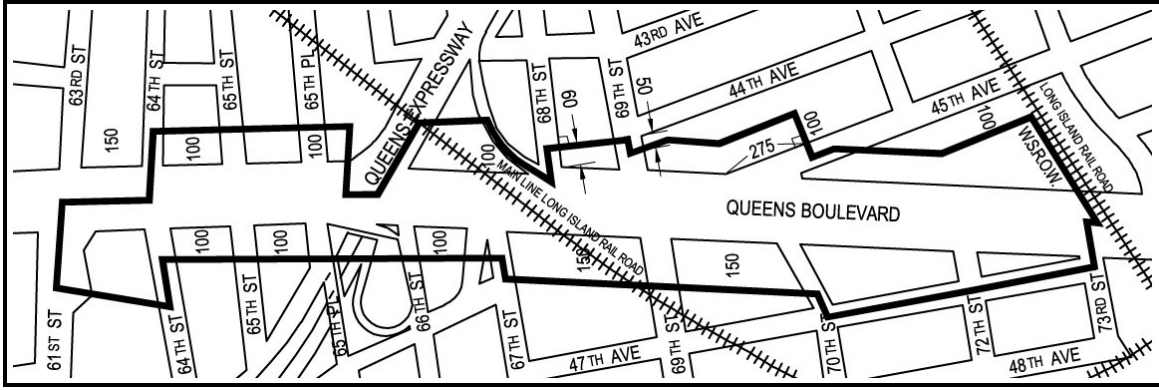 43RD AVE
44TH AVE
45TH AVE
63RD ST
64TH ST
65TH ST
65TH PL
QUEENS EXPRESSWAY
68TH ST
60
69TH ST
50
150
100
100
100
100
275
100
LONG ISLAND RAIL ROAD
W.S.R.O.W.
MAIN LINE LONG ISLAND RAIL ROAD
QUEENS BOULEVARD
100
100
100
150
150
61ST ST
64TH ST
65TH ST
65TH PL
66TH ST
67TH ST
47TH AVE
69TH ST
70TH ST
72TH ST
48TH AVE
73RD ST